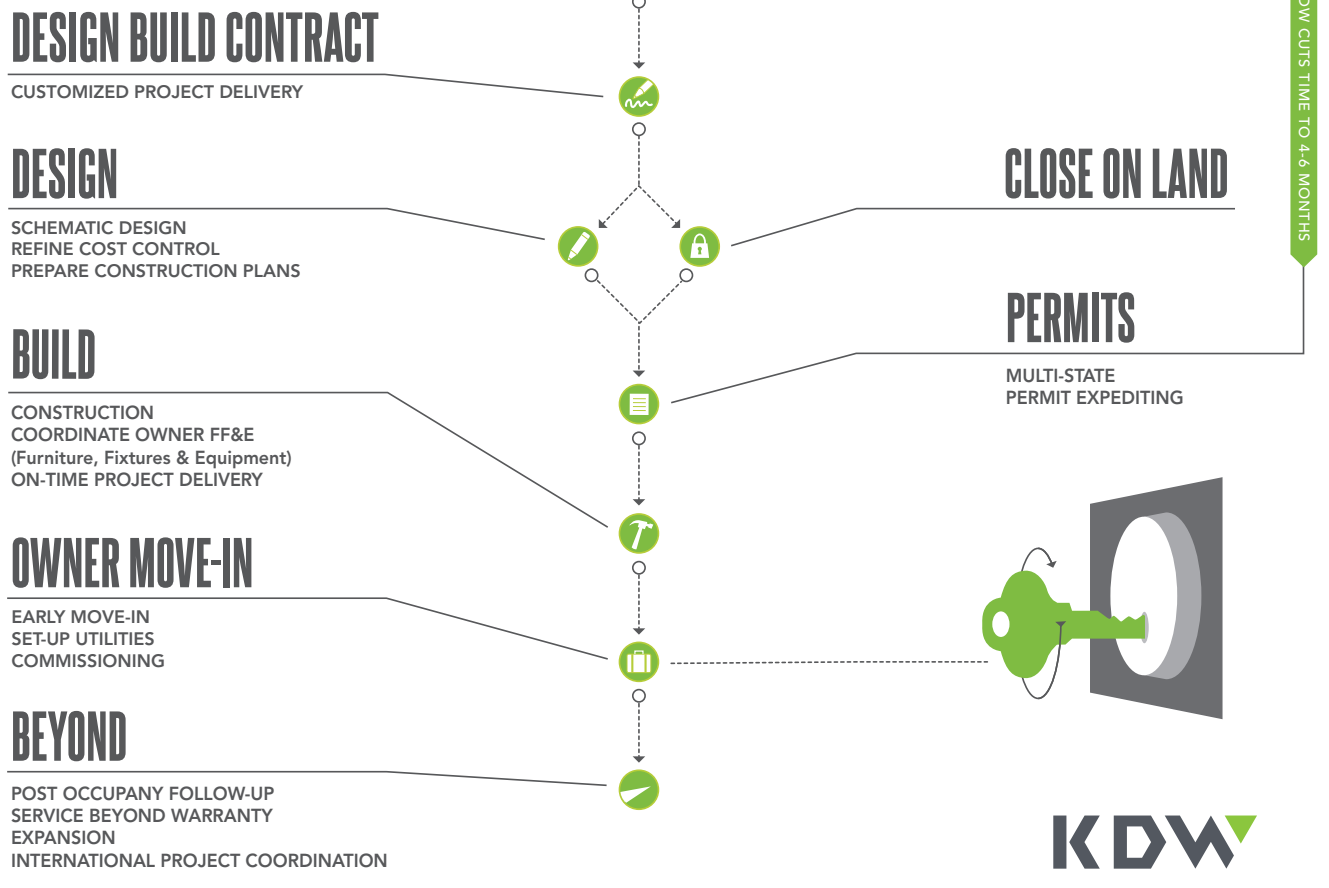 DESIGN BUILD CONTRACT
CUSTOMIZED PROJECT DELIVERY
DESIGN
SCHEMATIC DESIGN
REFINE COST CONTROL
PREPARE CONSTRUCTION PLANS
CLOSE ON LAND
CUTS TIME TO 4-6 MONTHS
BUILD
CONSTRUCTION
COORDINATE OWNER FF&E
(Furniture, Fixtures & Equipment)
ON-TIME PROJECT DELIVERY
PERMITS
MULTI-STATE
PERMIT EXPEDITING
OWNER MOVE-IN
EARLY MOVE-IN
SET-UP UTILITIES
COMMISSIONING
BEYOND
POST OCCUPANY FOLLOW-UP
SERVICE BEYOND WARRANTY
EXPANSION
INTERNATIONAL PROJECT COORDINATION
KDW